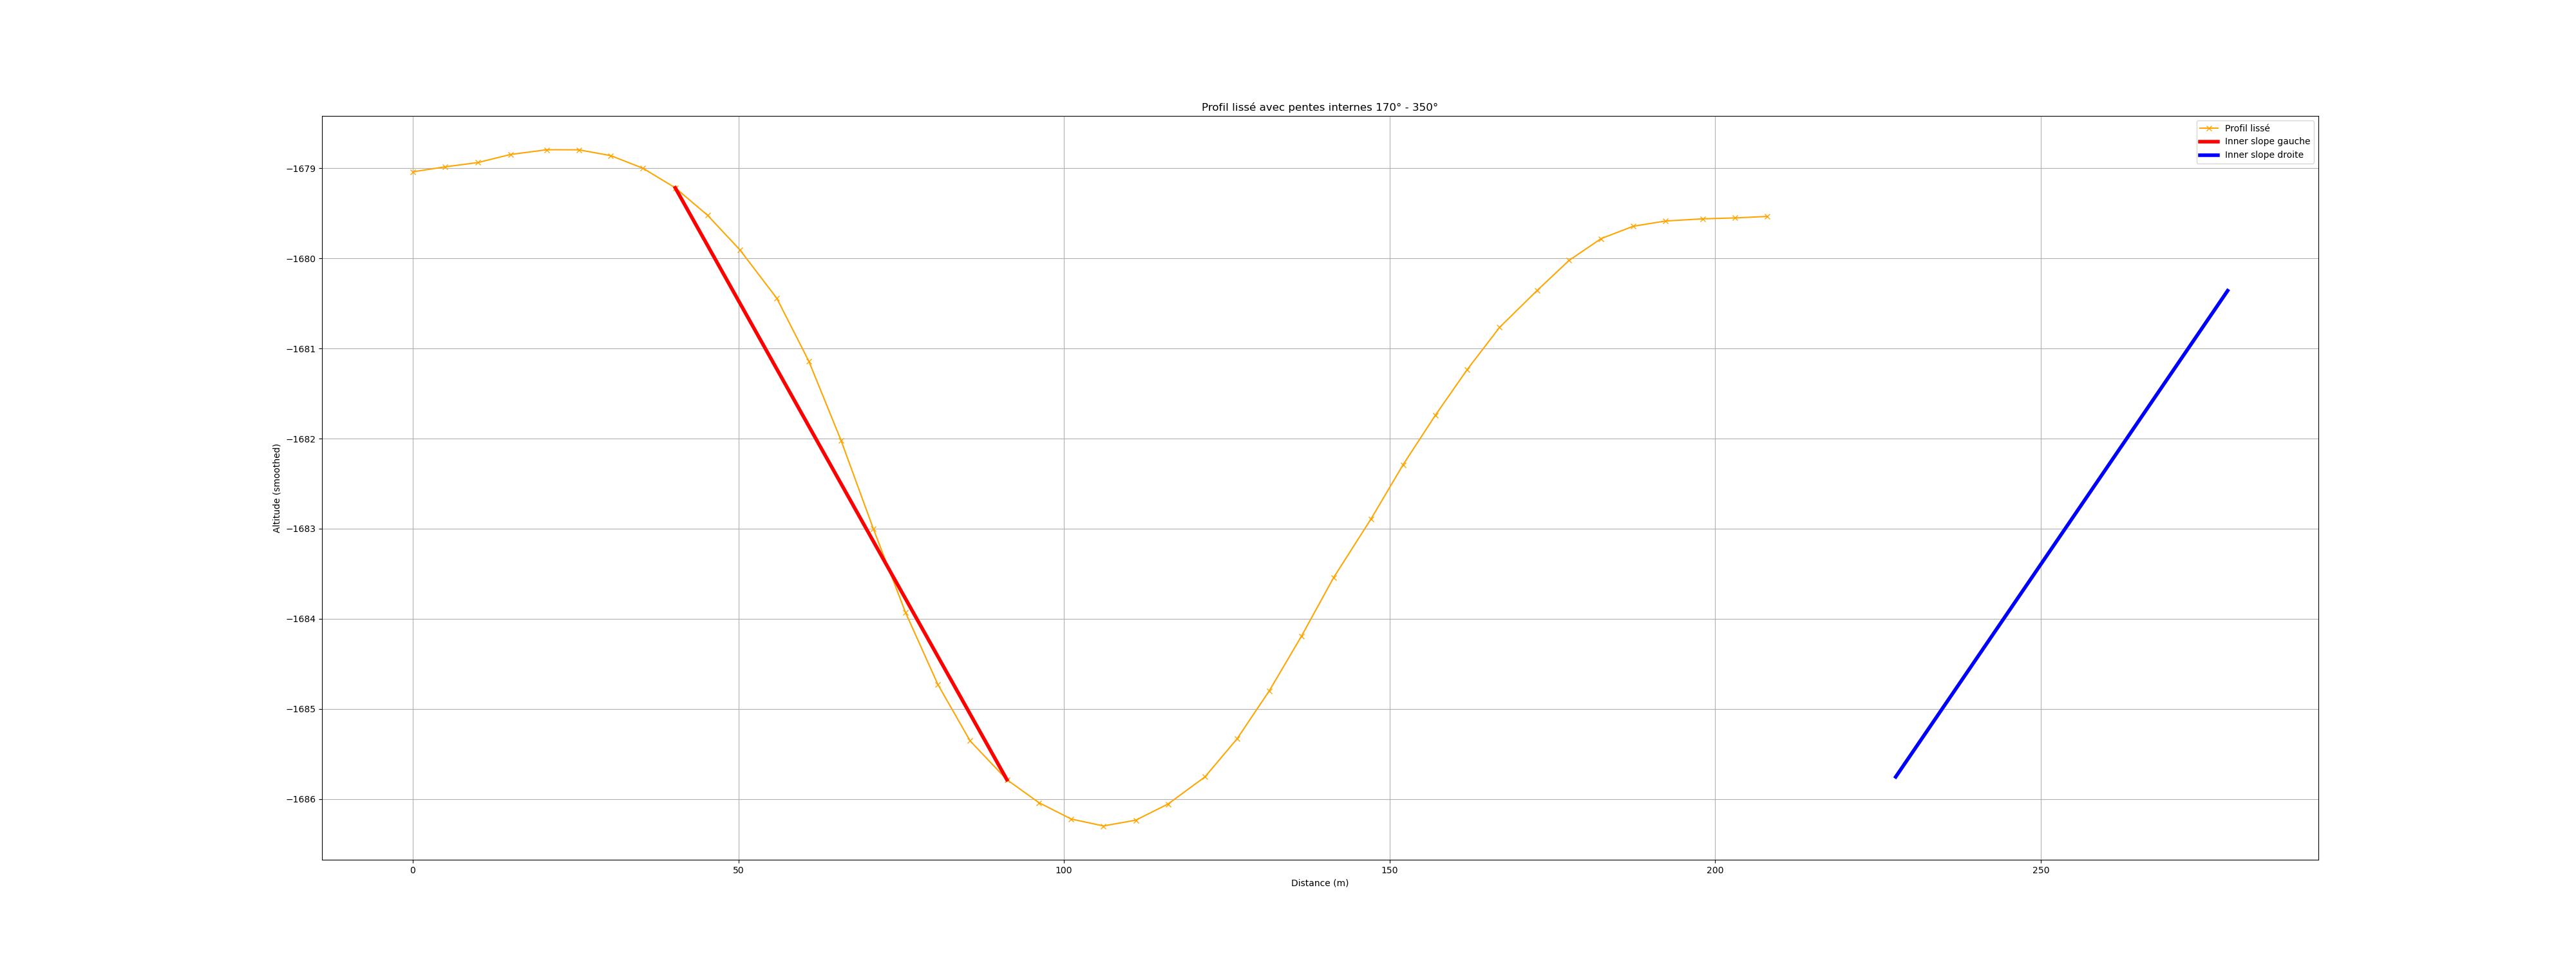 Profil lissé avec pentes internes 170° - 350°
Profil lissé
Inner slope gauche
Inner slope droite
−1679
−1680
−1681
−1682
−1683
−1684
−1685
−1686
Altitude (smoothed)
0 50 100 150 200 250
Distance (m)